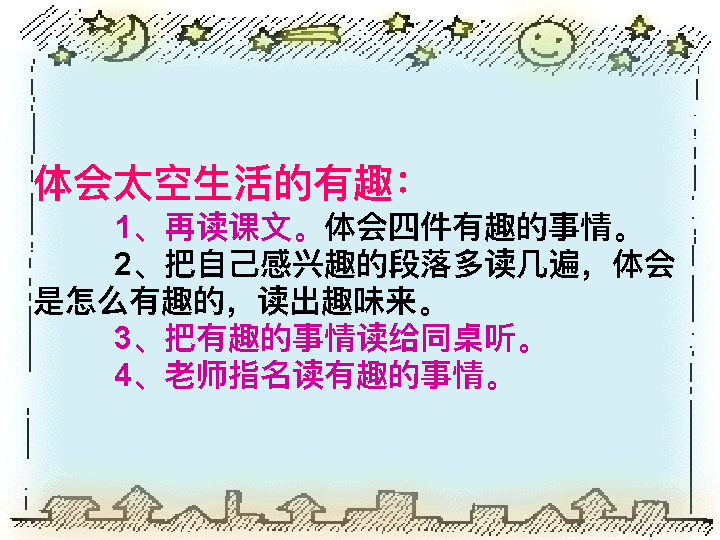 体会太空生活的有趣：
1、再读课文。体会四件有趣的事情。
2、把自己感兴趣的段落多读几遍，体会
是怎么有趣的，读出趣味来。
3、把有趣的事情读给同桌听。
4、老师指名读有趣的事情。